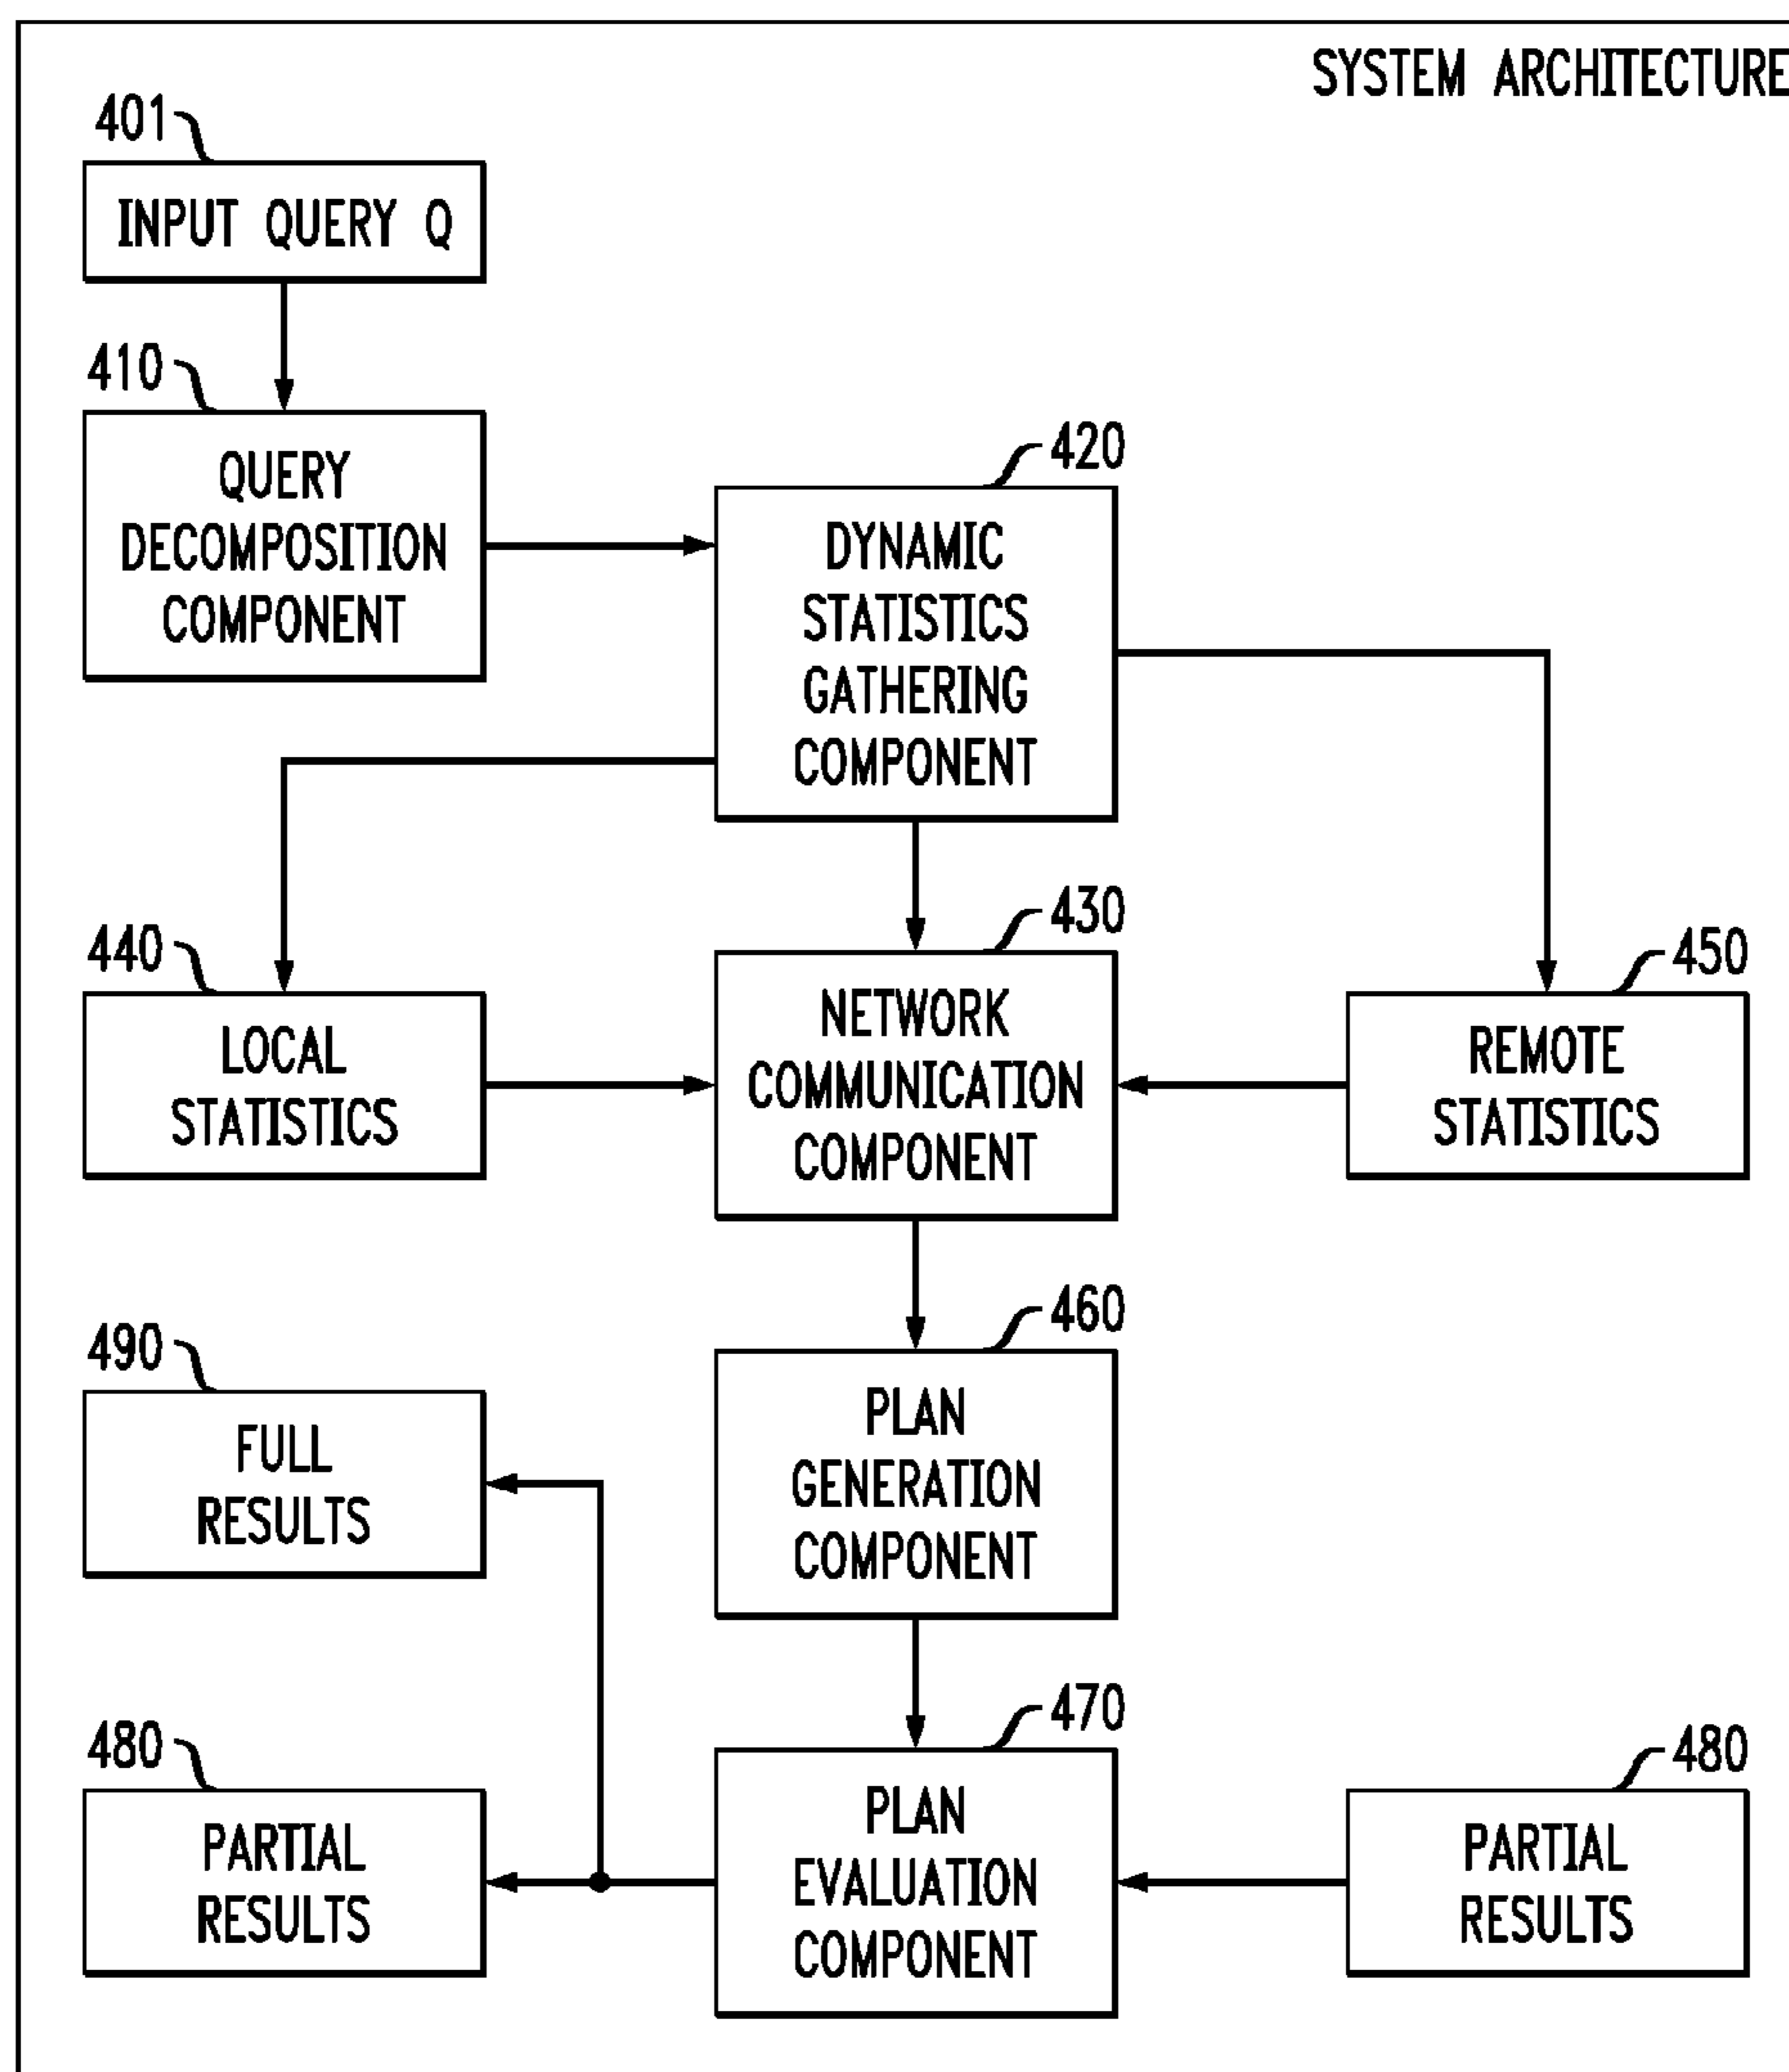 SYSTEM ARCHITECTURE
401
INPUT QUERY Q
410
QUERY
DECOMPOSITION
COMPONENT
420
DYNAMIC
STATISTICS
GATHERING
COMPONENT
440
LOCAL
STATISTICS
430
NETWORK
COMMUNICATION
COMPONENT
450
REMOTE
STATISTICS
490
FULL
RESULTS
460
PLAN
GENERATION
COMPONENT
480
PARTIAL
RESULTS
470
PLAN
EVALUATION
COMPONENT
480
PARTIAL
RESULTS